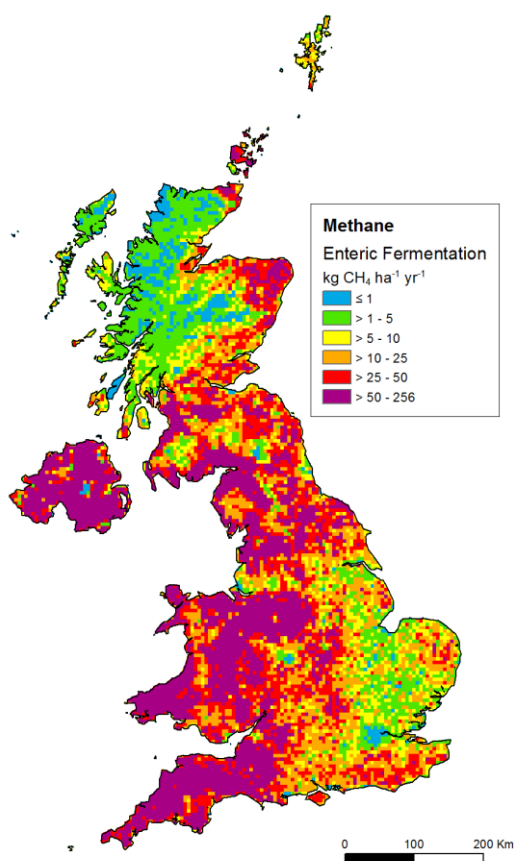 Methane
Enteric Fermentation
kg CH₄ ha⁻¹ yr⁻¹
≤ 1
> 1 - 5
> 5 - 10
> 10 - 25
> 25 - 50
> 50 - 256
0 100 200 Km